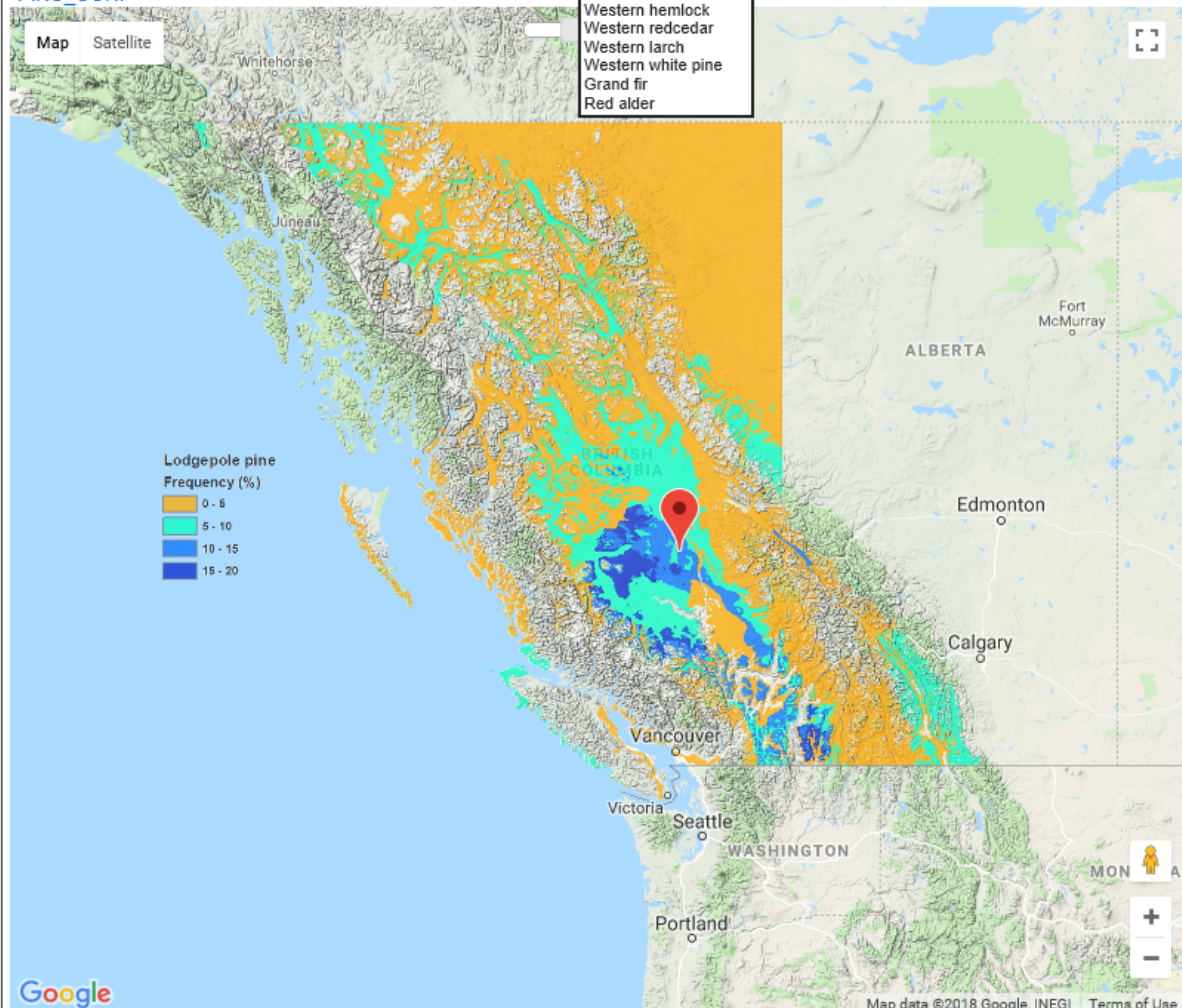 Western hemlock
Western redcedar
Western larch
Western white pine
Grand fir
Red alder
Map
Satellite
Whitehorse
Juneau
Fort
McMurray
ALBERTA
BRITISH
COLUMBIA
Lodgepole pine
Frequency (%)
0 - 5
5 - 10
10 - 15
15 - 20
Edmonton
Calgary
Vancouver
Victoria
Seattle
WASHINGTON
MON A
Portland
+
−
Google
Map data ©2018 Google, INEGI
Terms of Use